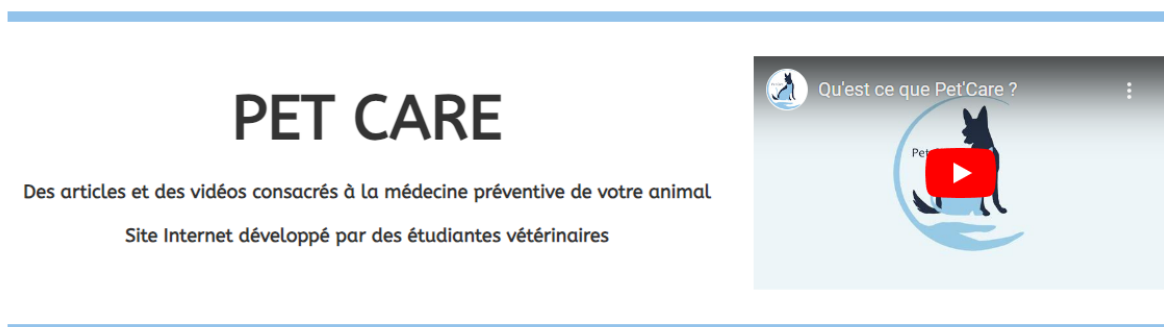 PET CARE
Des articles et des vidéos consacrés à la médecine préventive de votre animal
Site Internet développé par des étudiantes vétérinaires
Qu'est ce que Pet'Care ?